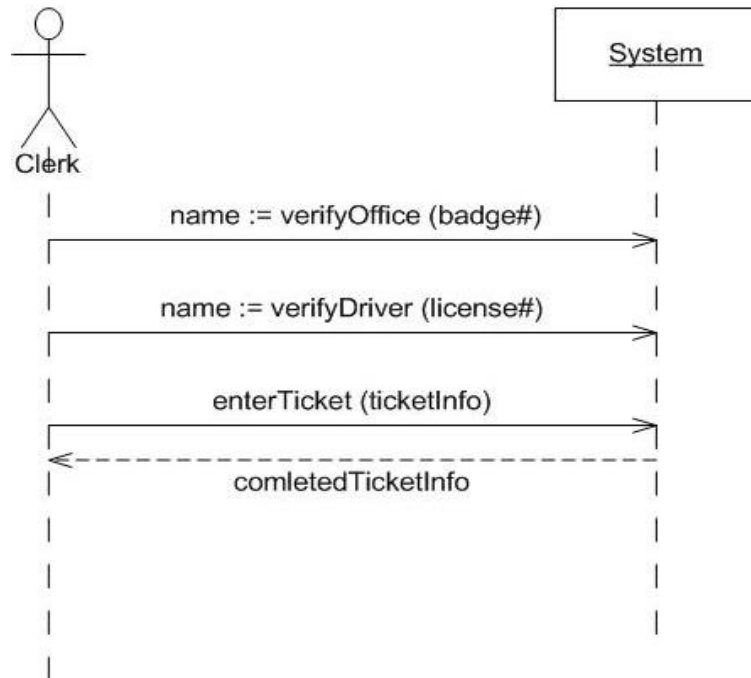 System
Clerk
name := verifyOffice (badge#)
name := verifyDriver (license#)
enterTicket (ticketInfo)
comletedTicketInfo